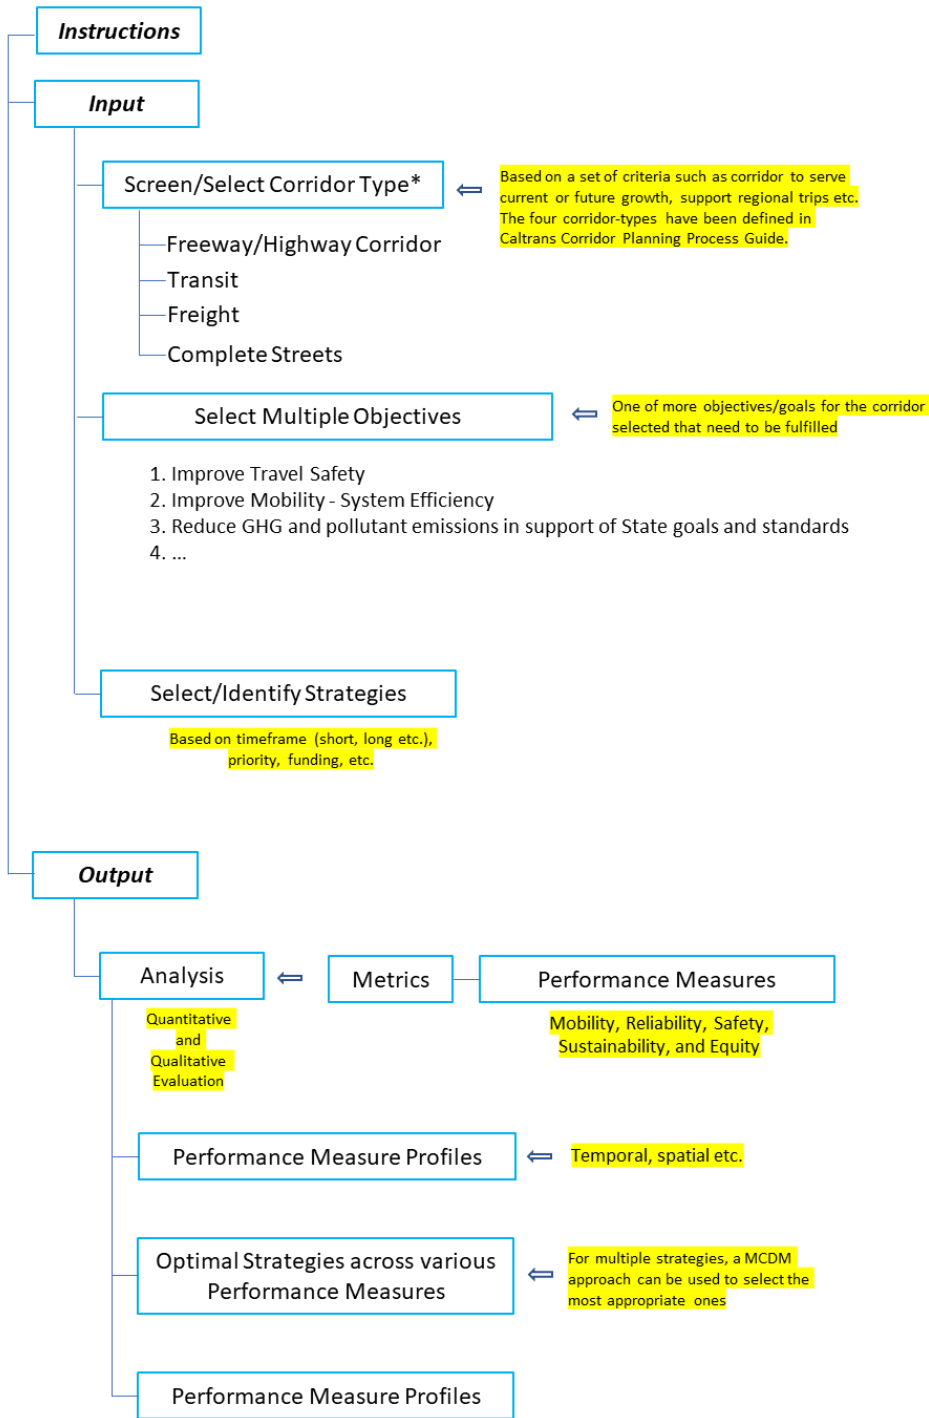 Instructions
Input
Screen/Select Corridor Type*
Based on a set of criteria such as corridor to serve
current or future growth, support regional trips etc.
The four corridor-types have been defined in
Caltrans Corridor Planning Process Guide.
Freeway/Highway Corridor
Transit
Freight
Complete Streets
Select Multiple Objectives
One of more objectives/goals for the corridor
selected that need to be fulfilled
1. Improve Travel Safety
2. Improve Mobility - System Efficiency
3. Reduce GHG and pollutant emissions in support of State goals and standards
4. ...
Select/Identify Strategies
Based on timeframe (short, long etc.),
priority, funding, etc.
Output
Analysis
Metrics
Performance Measures
Quantitative
and
Qualitative
Evaluation
Mobility, Reliability, Safety,
Sustainability, and Equity
Performance Measure Profiles
Temporal, spatial etc.
Optimal Strategies across various
Performance Measures
For multiple strategies, a MCDM
approach can be used to select the
most appropriate ones
Performance Measure Profiles